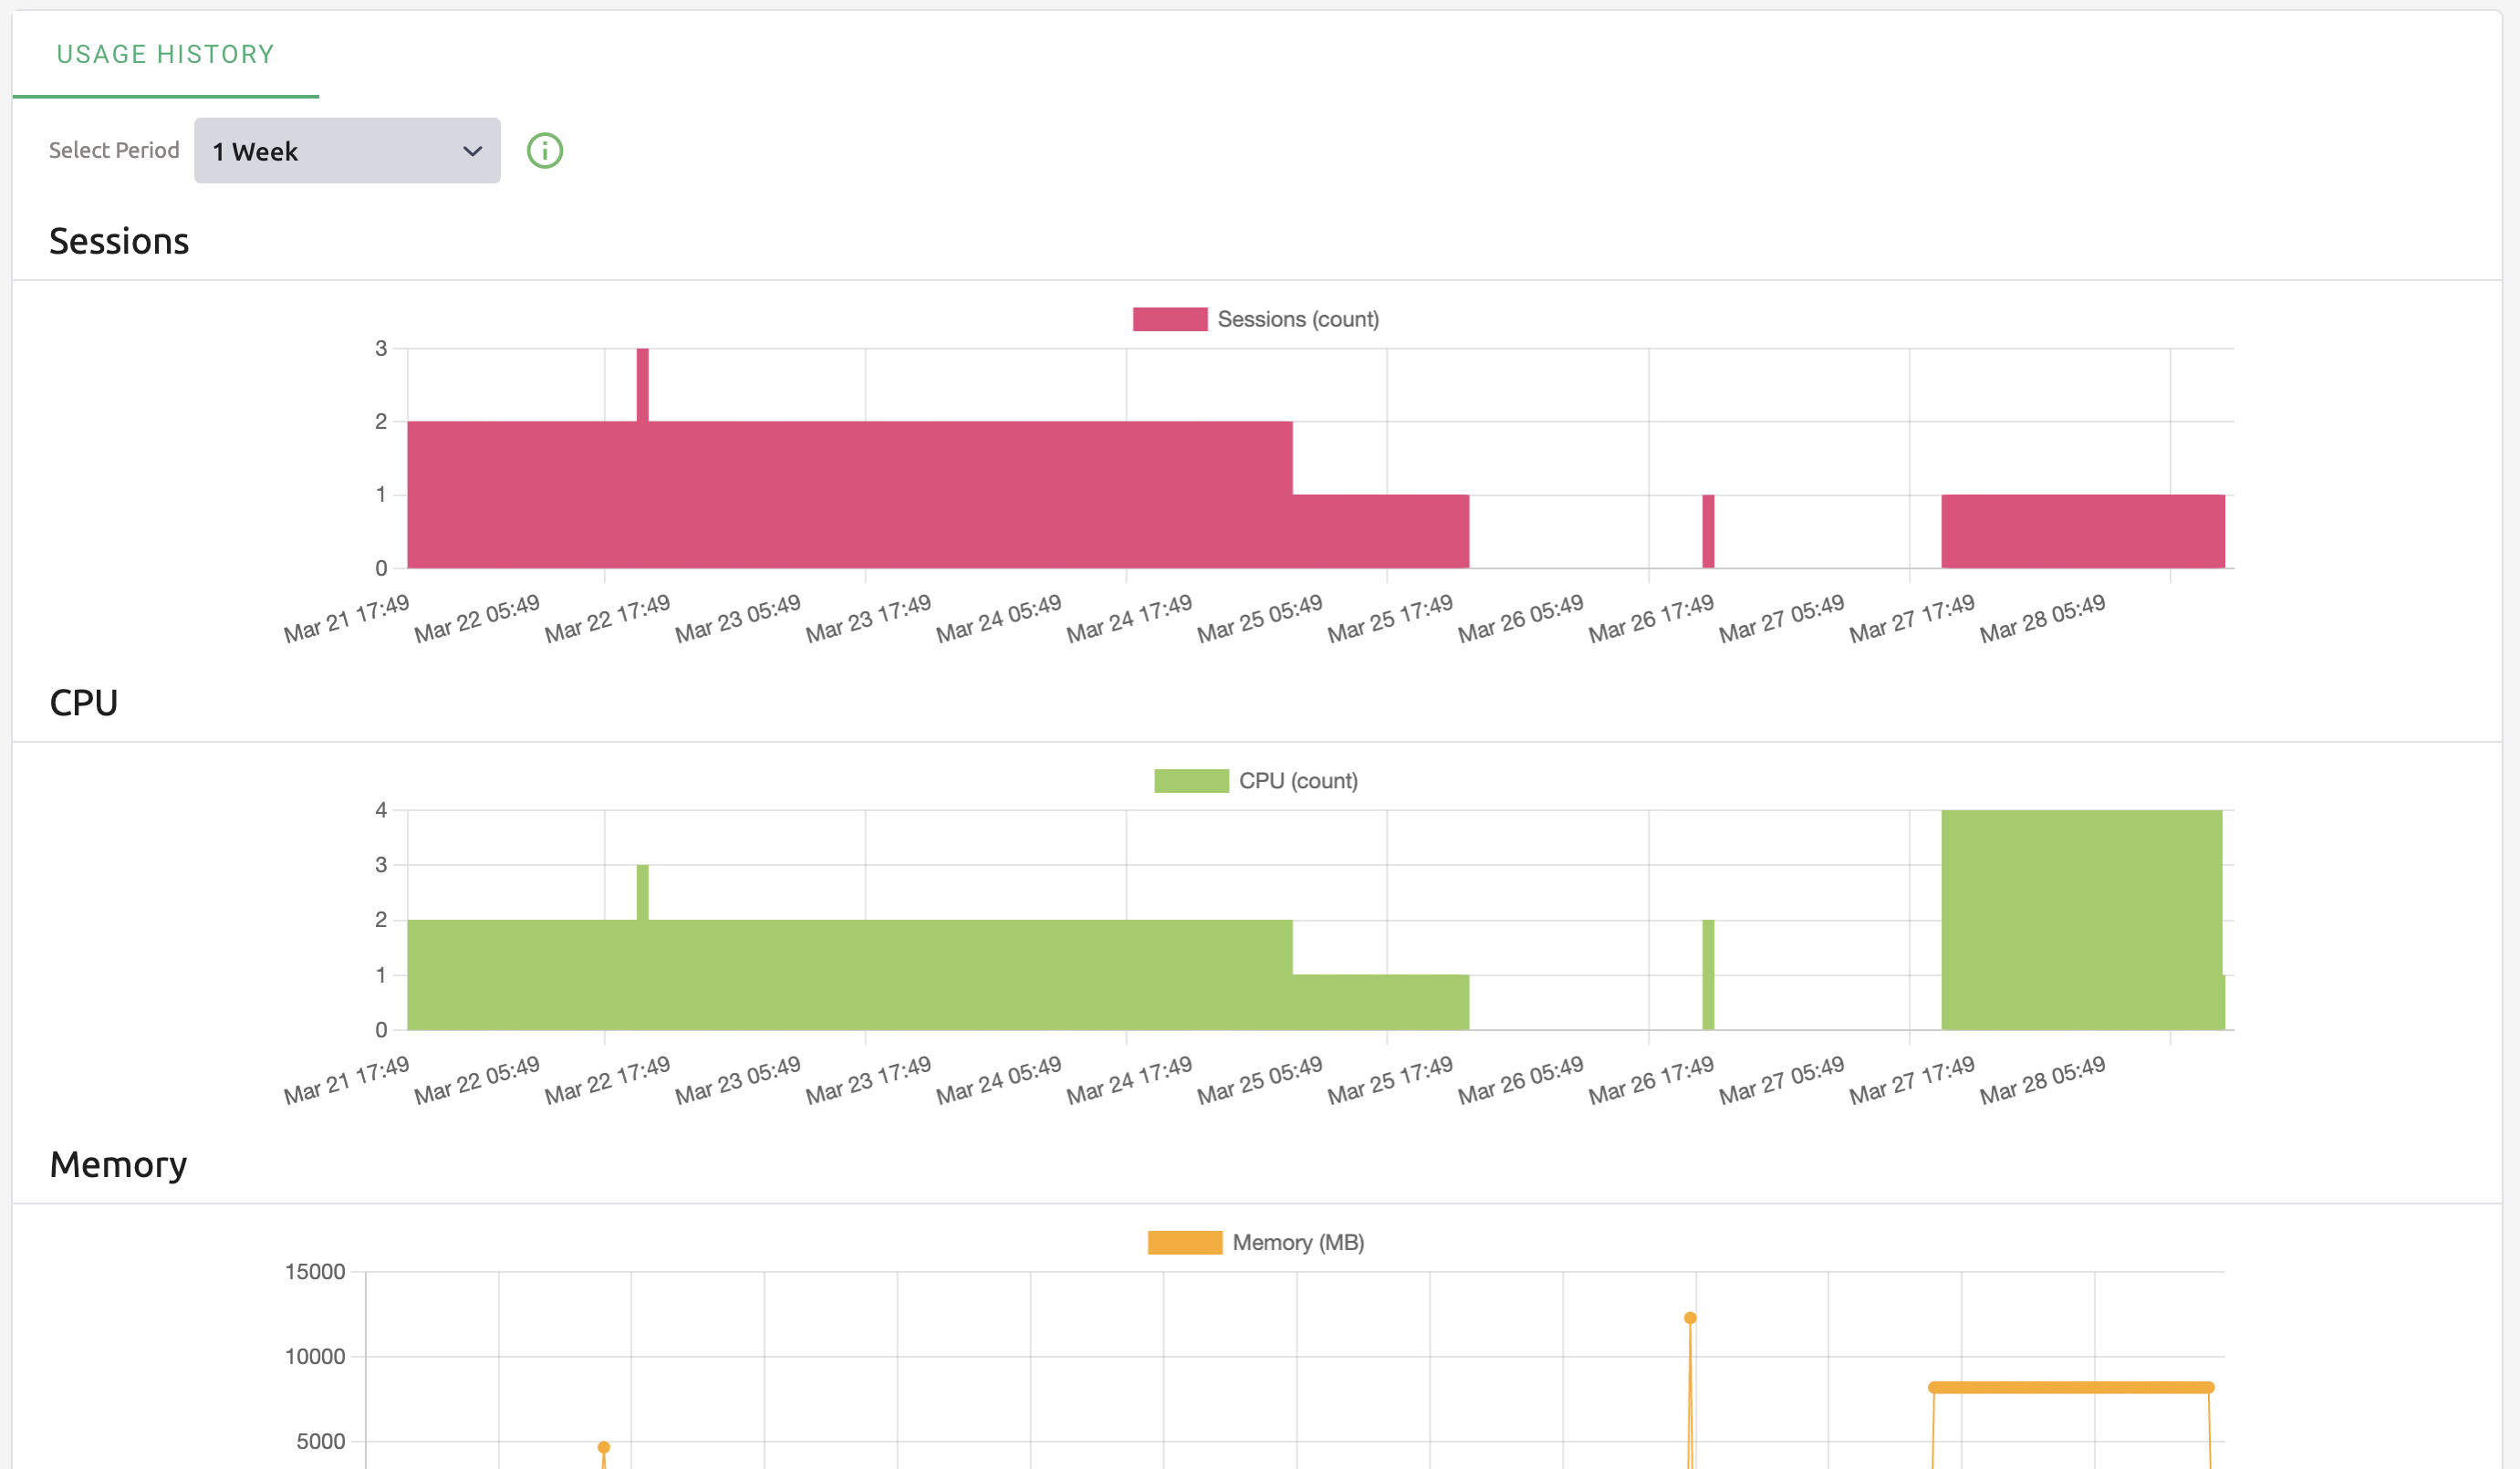 USAGE HISTORY
Select Period 1 Week
Sessions
Sessions (count)
3
2
1
0
Mar 21 17:49 Mar 22 05:49 Mar 22 17:49 Mar 23 05:49 Mar 23 17:49 Mar 24 05:49 Mar 24 17:49 Mar 25 05:49 Mar 25 17:49 Mar 26 05:49 Mar 26 17:49 Mar 27 05:49 Mar 27 17:49 Mar 28 05:49
CPU
CPU (count)
4
3
2
1
0
Mar 21 17:49 Mar 22 05:49 Mar 22 17:49 Mar 23 05:49 Mar 23 17:49 Mar 24 05:49 Mar 24 17:49 Mar 25 05:49 Mar 25 17:49 Mar 26 05:49 Mar 26 17:49 Mar 27 05:49 Mar 27 17:49 Mar 28 05:49
Memory
Memory (MB)
15000
10000
5000